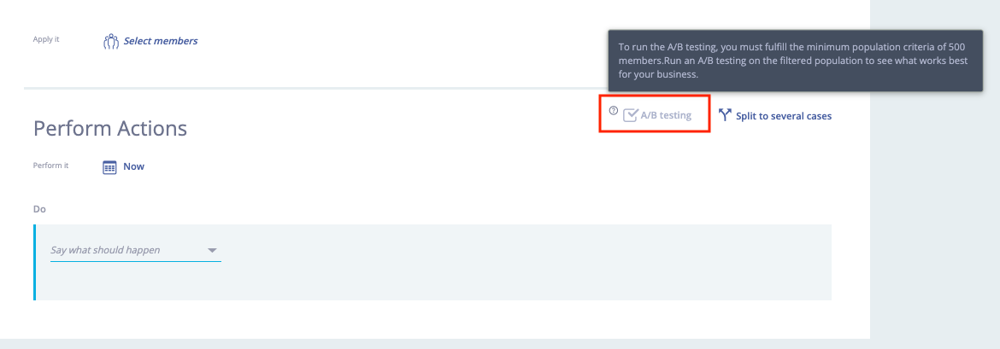 Apply it
Select members
To run the A/B testing, you must fulfill the minimum population criteria of 500
members.Run an A/B testing on the filtered population to see what works best
for your business.
Perform Actions
? A/B testing
Split to several cases
Perform it
Now
Do
Say what should happen